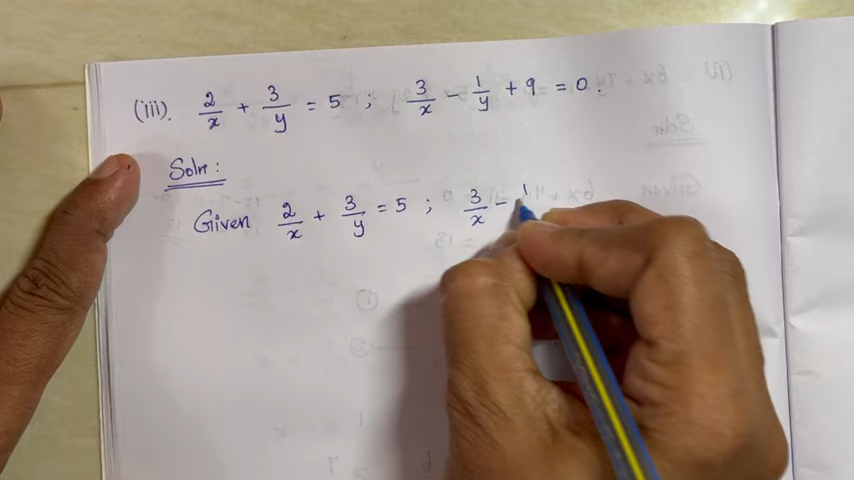 (iii). 2/x + 3/y = 5 ; 3/x - 1/y + 9 = 0.
Soln :
Given 2/x + 3/y = 5 ; 3/x - 1